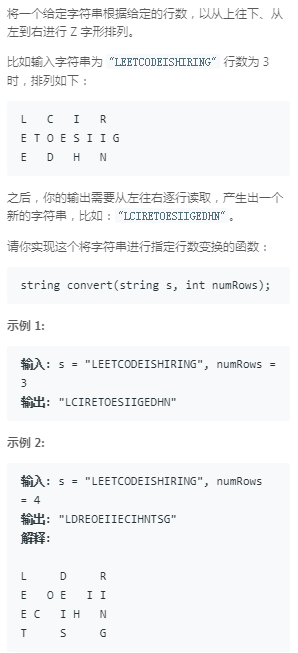 将一个给定字符串根据给定的行数，以从上往下、从
左到右进行 Z 字形排列。
比如输入字符串为 "LEETCODEISHIRING" 行数为 3
时，排列如下：
L   C   I   R
E T O E S I I G
E   D   H   N
之后，你的输出需要从左往右逐行读取，产生出一个
新的字符串，比如："LCIRETOESIIGEDHN"。
请你实现这个将字符串进行指定行数变换的函数：
string convert(string s, int numRows);
示例 1:
输入: s = "LEETCODEISHIRING", numRows =
3
输出: "LCIRETOESIIGEDHN"
示例 2:
输入: s = "LEETCODEISHIRING", numRows
= 4
输出: "LDREOEIIECIHNTSG"
解释:
L     D     R
E   O E   I I
E C   I H   N
T     S     G